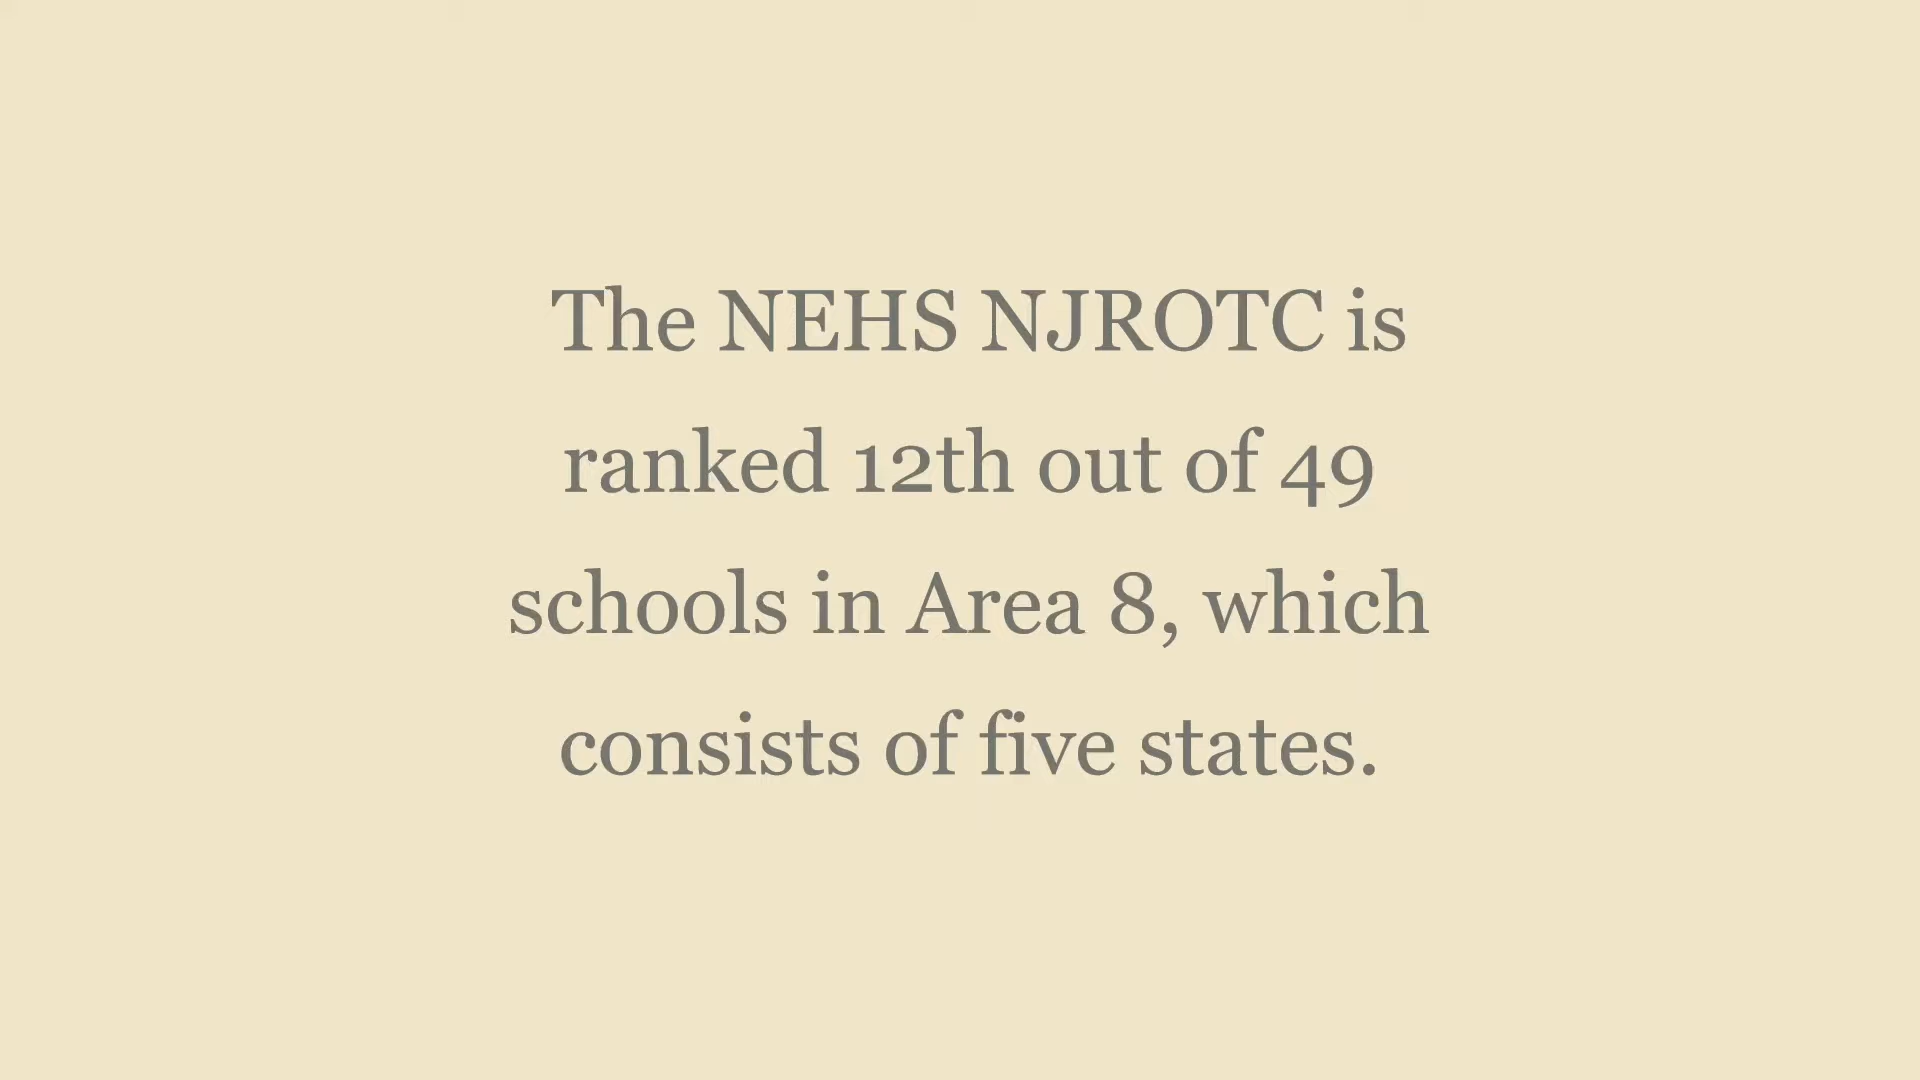 The NEHS NJROTC is
ranked 12th out of 49
schools in Area 8, which
consists of five states.